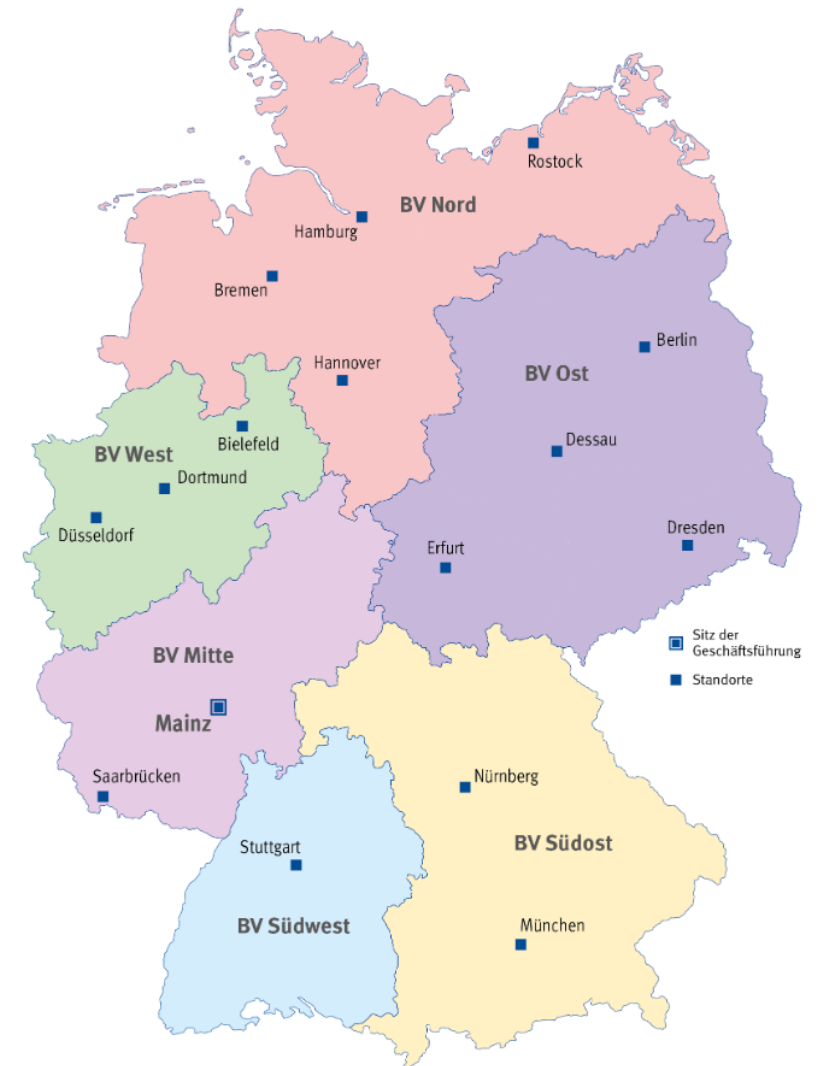 Rostock
BV Nord
Hamburg
Bremen
Berlin
Hannover
BV Ost
Dessau
Bielefeld
BV West
Dortmund
Düsseldorf
Dresden
Erfurt
Sitz der
Geschäftsführung
Standorte
BV Mitte
Mainz
Saarbrücken
Nürnberg
Stuttgart
BV Südost
BV Südwest
München